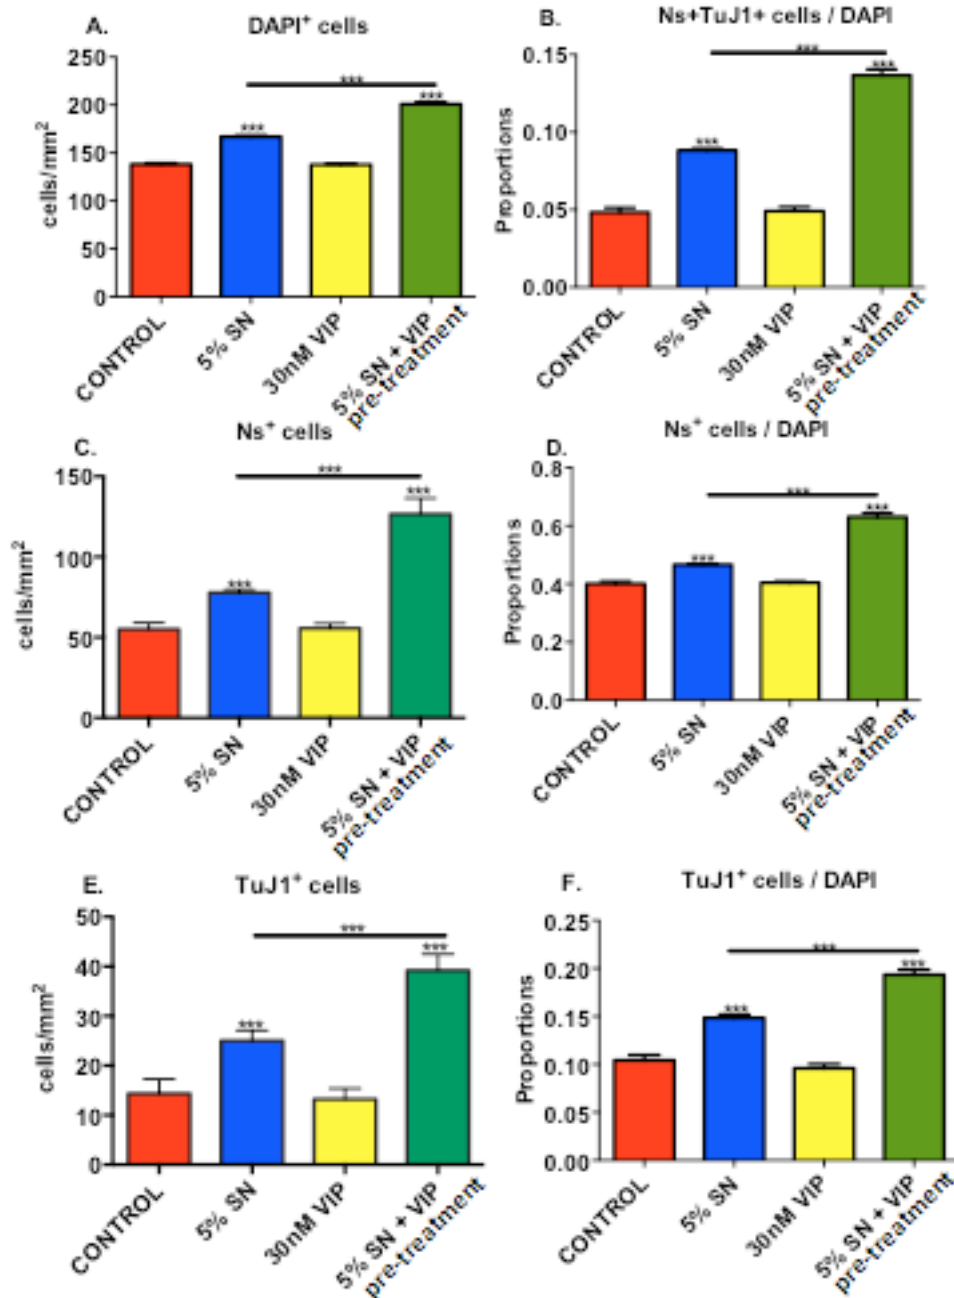 A.
DAPI⁺ cells
cells/mm²
250
200
150
100
50
0
***
***
***
CONTROL
5% SN
30nM VIP
5% SN + VIP
pre-treatment
B.
Ns+TuJ1+ cells / DAPI
Proportions
0.15
0.10
0.05
0.00
***
***
***
CONTROL
5% SN
30nM VIP
5% SN + VIP
pre-treatment
C.
Ns⁺ cells
cells/mm²
150
100
50
0
***
***
***
CONTROL
5% SN
30nM VIP
5% SN + VIP
pre-treatment
D.
Ns⁺ cells / DAPI
Proportions
0.8
0.6
0.4
0.2
0.0
***
***
***
CONTROL
5% SN
30nM VIP
5% SN + VIP
pre-treatment
E.
TuJ1⁺ cells
cells/mm²
50
40
30
20
10
0
***
***
***
CONTROL
5% SN
30nM VIP
5% SN + VIP
pre-treatment
F.
TuJ1⁺ cells / DAPI
Proportions
0.25
0.20
0.15
0.10
0.05
0.00
***
***
***
CONTROL
5% SN
30nM VIP
5% SN + VIP
pre-treatment